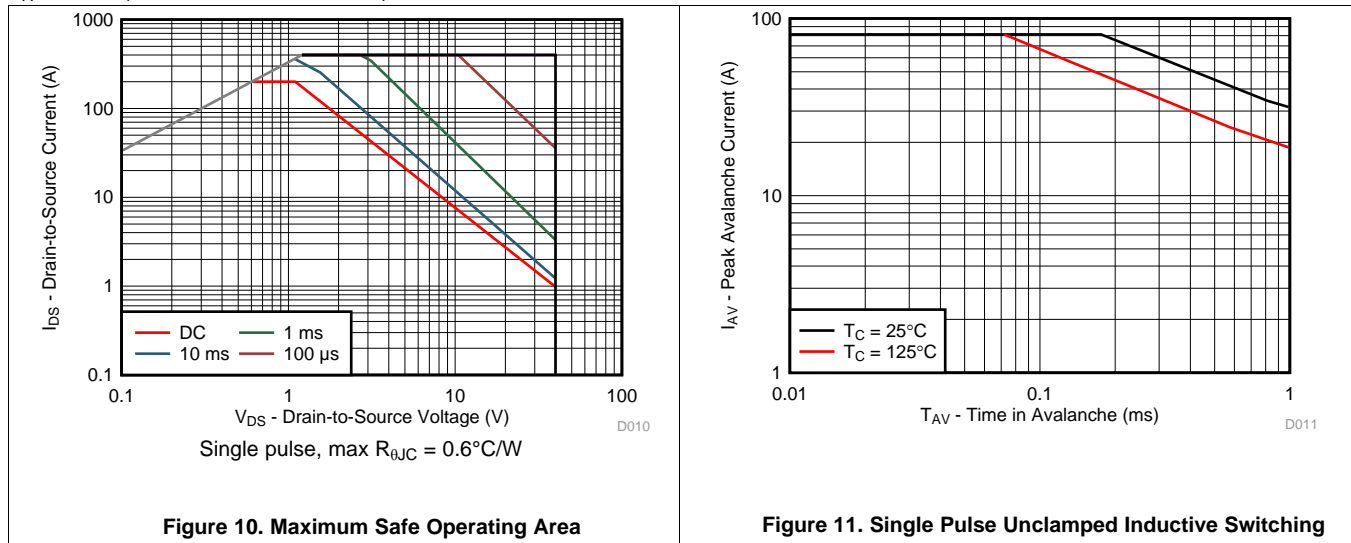 1000
100
10
1
0.1
0.1 1 10 100
I_DS - Drain-to-Source Current (A)
V_DS - Drain-to-Source Voltage (V)
DC
1 ms
10 ms
100 µs
D010
Single pulse, max R_θJC = 0.6°C/W
Figure 10. Maximum Safe Operating Area
100
10
1
0.01 0.1 1
I_AV - Peak Avalanche Current (A)
T_AV - Time in Avalanche (ms)
T_C = 25°C
T_C = 125°C
D011
Figure 11. Single Pulse Unclamped Inductive Switching